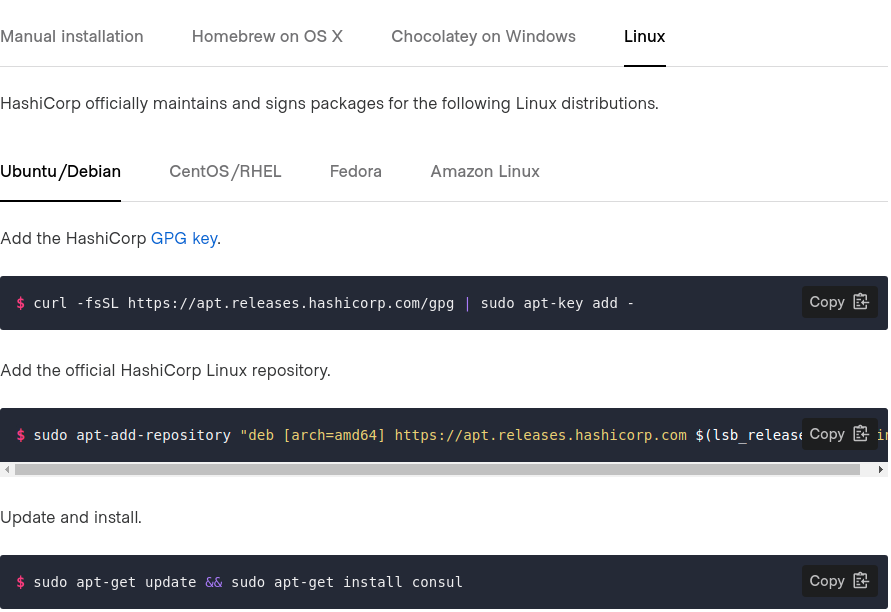 Manual installation Homebrew on OS X Chocolatey on Windows Linux
HashiCorp officially maintains and signs packages for the following Linux distributions.
Ubuntu/Debian CentOS/RHEL Fedora Amazon Linux
Add the HashiCorp GPG key.
$ curl -fsSL https://apt.releases.hashicorp.com/gpg | sudo apt-key add - Copy
Add the official HashiCorp Linux repository.
$ sudo apt-add-repository "deb [arch=amd64] https://apt.releases.hashicorp.com $(lsb_release Copy
Update and install.
$ sudo apt-get update && sudo apt-get install consul Copy